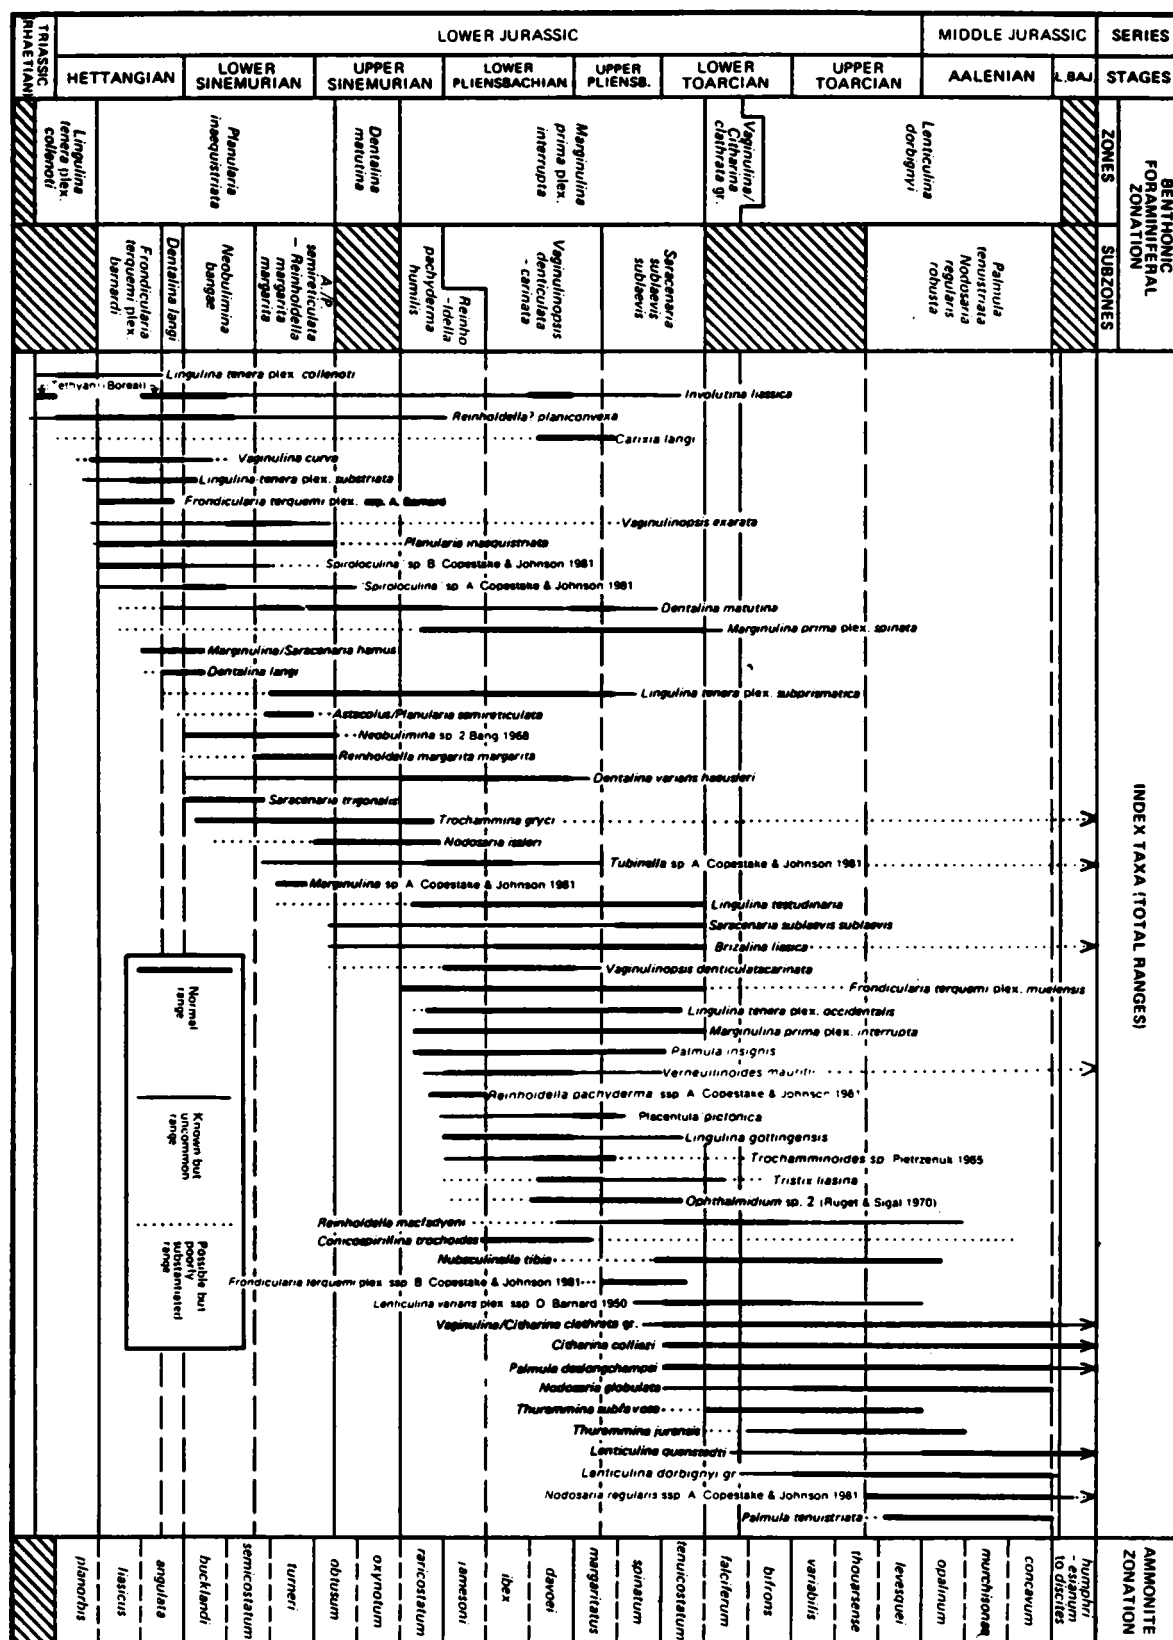 TRIASSIC
(RHAETIAN)
LOWER JURASSIC
MIDDLE JURASSIC
SERIES
HETTANGIAN
LOWER
SINEMURIAN
UPPER
SINEMURIAN
LOWER
PLIENSBACHIAN
UPPER
PLIENSB.
LOWER
TOARCIAN
UPPER
TOARCIAN
AALENIAN
L.BAJ.
STAGES
Lingulina
tenera plex.
collenoti
Planularia
inaequistriata
Dentalina
matutina
Marginulina
prima plex.
interrupta
Vaginulina/
Citharina
clathrata gr.
Lenticulina
dorbignyi
ZONES
BENTHONIC
FORAMINIFERAL
ZONATION
Frondicularia
terquemi plex.
barnardi
Dentalina langi
Neobulimina
bangae
A./P.
semireticulata
- Reinholdella
margarita
margarita
Reinho
-ldella
pachyderma
humilis
Vaginulinopsis
denticulata
- carinata
Saracenaria
sublaevis
sublaevis
Palmula
tenustriata
Nodosaria
regularis
robusta
SUBZONES
Lingulina tenera plex. collenoti
Tethyan (Boreal)
Involutina liassica
Reinholdella? planiconvexa
Carixia langi
Vaginulina curva
Lingulina tenera plex. substriata
Frondicularia terquemi plex. ssp. A. Barnard
Vaginulinopsis exarata
Planularia inaequistriata
'Spiroloculina' sp B Copestake & Johnson 1981
'Spiroloculina' sp A Copestake & Johnson 1981
Dentalina matutina
Marginulina prima plex. spinata
Marginulina/Saracenaria hamus
Dentalina langi
Lingulina tenera plex. subprismatica
Astacolus/Planularia semireticulata
Neobulimina sp 2 Bang 1968
Reinholdella margarita margarita
Dentalina varians haeusleri
Saracenaria trigonalis
Trochammina gryci
Nodosaria issleri
Tubinella sp A Copestake & Johnson 1981
Marginulina sp A Copestake & Johnson 1981
Lingulina testudinaria
Saracenaria sublaevis sublaevis
Brizalina liasica
Vaginulinopsis denticulatacarinata
Frondicularia terquemi plex. muelensis
Lingulina tenera plex. occidentalis
Marginulina prima plex. interrupta
Palmula insignis
Verneuilinoides mauritii
Reinholdella pachyderma ssp A Copestake & Johnson 1981
Placentula pictonica
Lingulina gottingensis
Trochamminoides sp Pietrzenuk 1965
Tristix liasina
Ophthalmidium sp. 2 (Ruget & Sigal 1970)
Reinholdella macfadyeni
Conicospirillina trochoides
Nubeculinella tibia
Frondicularia terquemi plex ssp B Copestake & Johnson 1981
Lenticulina varians plex ssp D Barnard 1950
Vaginulina/Citharina clathrata gr.
Citharina colliezi
Palmula deslongchampsi
Nodosaria globulata
Thurammina subfavosa
Thurammina jurensis
Lenticulina quenstedti
Lenticulina dorbignyi gr
Nodosaria regularis ssp A Copestake & Johnson 1981
Palmula tenuistriata
INDEX TAXA (TOTAL RANGES)
Normal
range
Known but
uncommon
range
Possible but
poorly
substantiated
range
planorbis
liasicus
angulata
bucklandi
semicostatum
turneri
obtusum
oxynotum
raricostatum
jamesoni
ibex
davoei
margaritatus
spinatum
tenuicostatum
falciferum
bifrons
variabilis
thouarsense
levesquei
opalinum
murchisonae
concavum
humphri
- esianum
to discites
AMMONITE
ZONATION